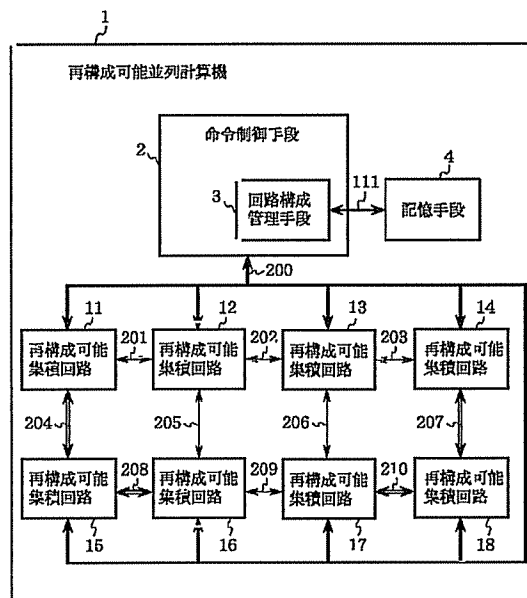 1
再構成可能並列計算機
命令制御手段
2
4
3
回路構成
管理手段
111
記憶手段
200
11
12
13
14
再構成可能
集積回路
201
再構成可能
集積回路
202
再構成可能
集積回路
203
再構成可能
集積回路
204
205
206
207
再構成可能
集積回路
208
再構成可能
集積回路
209
再構成可能
集積回路
210
再構成可能
集積回路
15
16
17
18